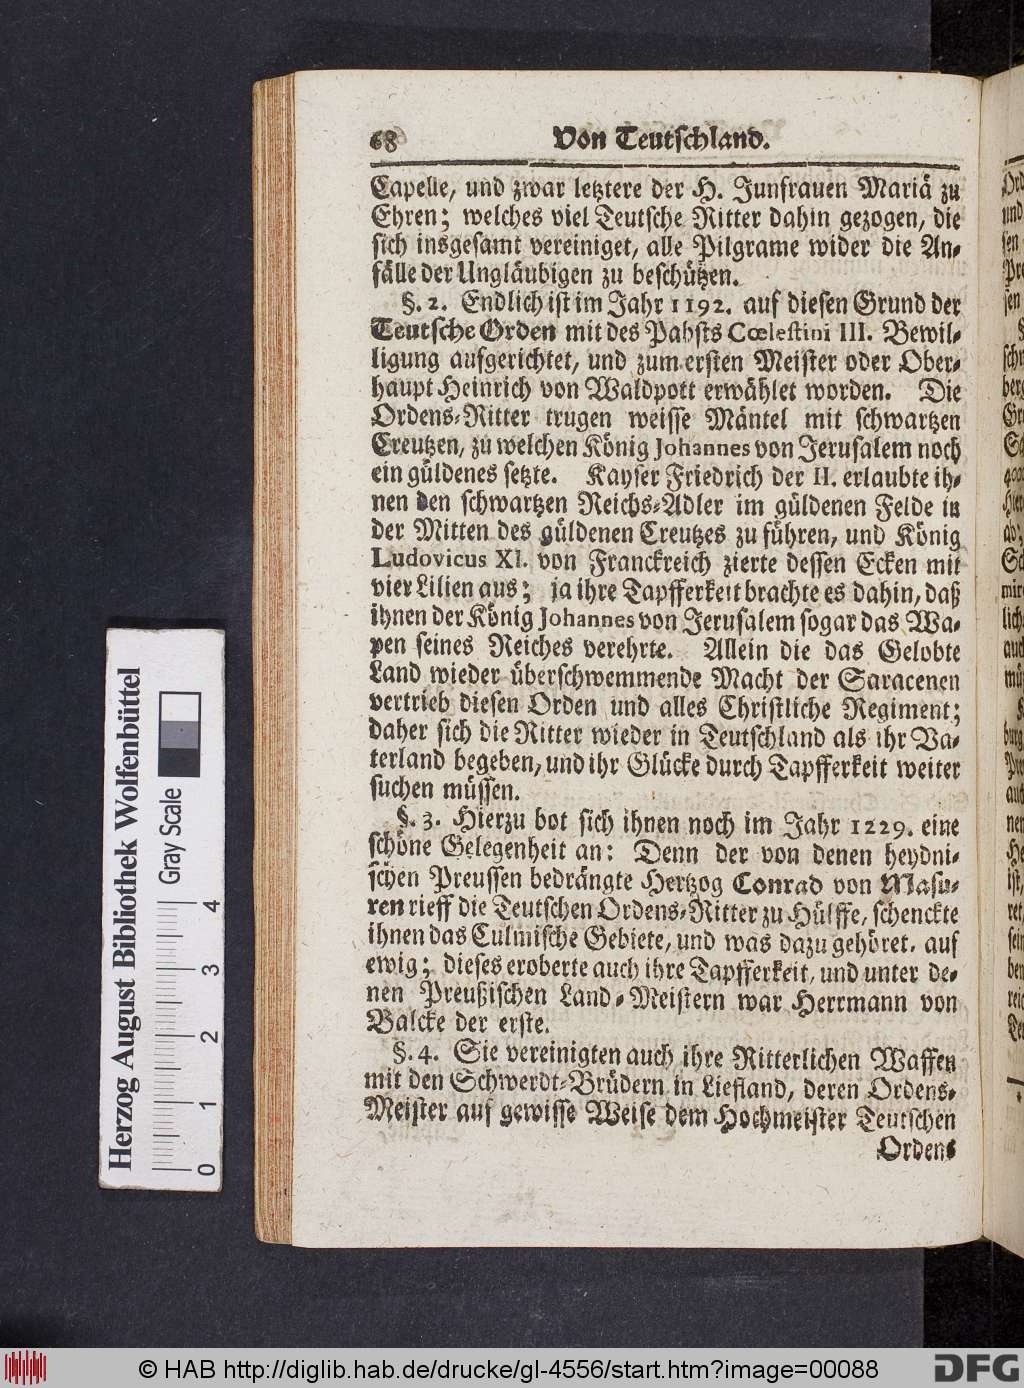 68 Von Teutschland.
Capelle, und zwar letztere der H. Junfrauen Mariä zu
Ehren; welches viel Teutsche Ritter dahin gezogen, die
sich insgesamt vereiniget, alle Pilgrame wider die An-
fälle der Ungläubigen zu beschützen.
§. 2. Endlich ist im Jahr 1192. auf diesen Grund der
Teutsche Orden mit des Pabsts Cœlestini III. Bewil-
ligung aufgerichtet, und zum ersten Meister oder Ober-
haupt Heinrich von Waldpott erwählet worden. Die
Ordens-Ritter trugen weisse Mäntel mit schwartzen
Creutzen, zu welchen König Johannes von Jerusalem noch
ein güldenes setzte. Kayser Friedrich der II. erlaubte ih-
nen den schwartzen Reichs-Adler im güldenen Felde in
der Mitten des güldenen Creutzes zu führen, und König
Ludovicus XI. von Franckreich zierte dessen Ecken mit
vier Lilien aus; ja ihre Tapfferkeit brachte es dahin, daß
ihnen der König Johannes von Jerusalem sogar das Wa-
pen seines Reiches verehrte. Allein die das Gelobte
Land wieder überschwemmende Macht der Saracenen
vertrieb diesen Orden und alles Christliche Regiment;
daher sich die Ritter wieder in Teutschland als ihr Va-
terland begeben, und ihr Glücke durch Tapfferkeit weiter
suchen müssen.
§. 3. Hierzu bot sich ihnen noch im Jahr 1229. eine
schöne Gelegenheit an: Denn der von denen heydni-
schen Preussen bedrängte Hertzog Conrad von Masu-
ren rieff die Teutschen Ordens-Ritter zu Hülffe, schenckte
ihnen das Culmische Gebiete, und was dazu gehöret, auf
ewig; dieses eroberte auch ihre Tapfferkeit, und unter de-
nen Preußischen Land-Meistern war Herrmann von
Balcke der erste.
§. 4. Sie vereinigten auch ihre Ritterlichen Waffen
mit den Schwerdt-Brüdern in Liefland, deren Ordens-
Meister auf gewisse Weise dem Hochmeister Teutschen
Ordens
Herzog August Bibliothek Wolfenbüttel
Gray Scale
0 1 2 3 4
© HAB http://diglib.hab.de/drucke/gl-4556/start.htm?image=00088
DFG